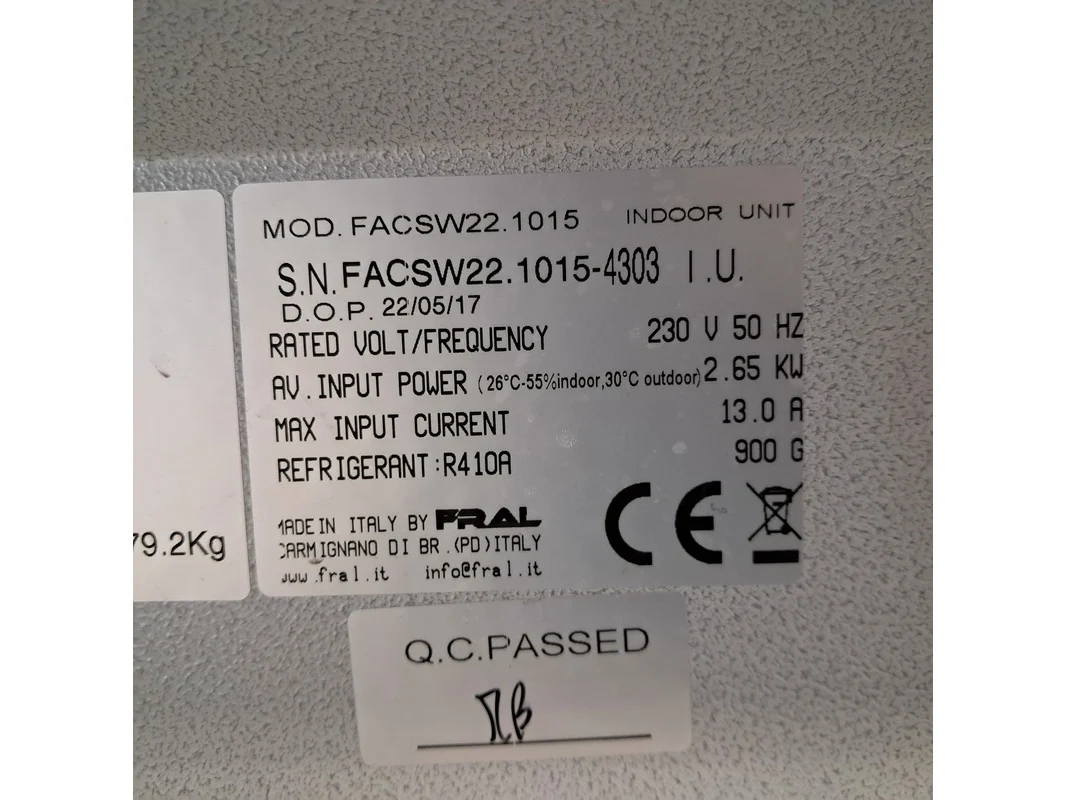 MOD. FACSW22.1015 INDOOR UNIT
S.N. FACSW22.1015-4303 I.U.
D.O.P. 22/05/17
RATED VOLT/FREQUENCY 230 V 50 HZ
AV.INPUT POWER (26°C-55%indoor,30°C outdoor) 2.65 KW
MAX INPUT CURRENT 13.0 A
REFRIGERANT:R410A 900 G
MADE IN ITALY BY FRAL
CARMIGNANO DI BR.(PD)ITALY
www.fral.it info@fral.it
CE
79.2Kg
Q.C.PASSED